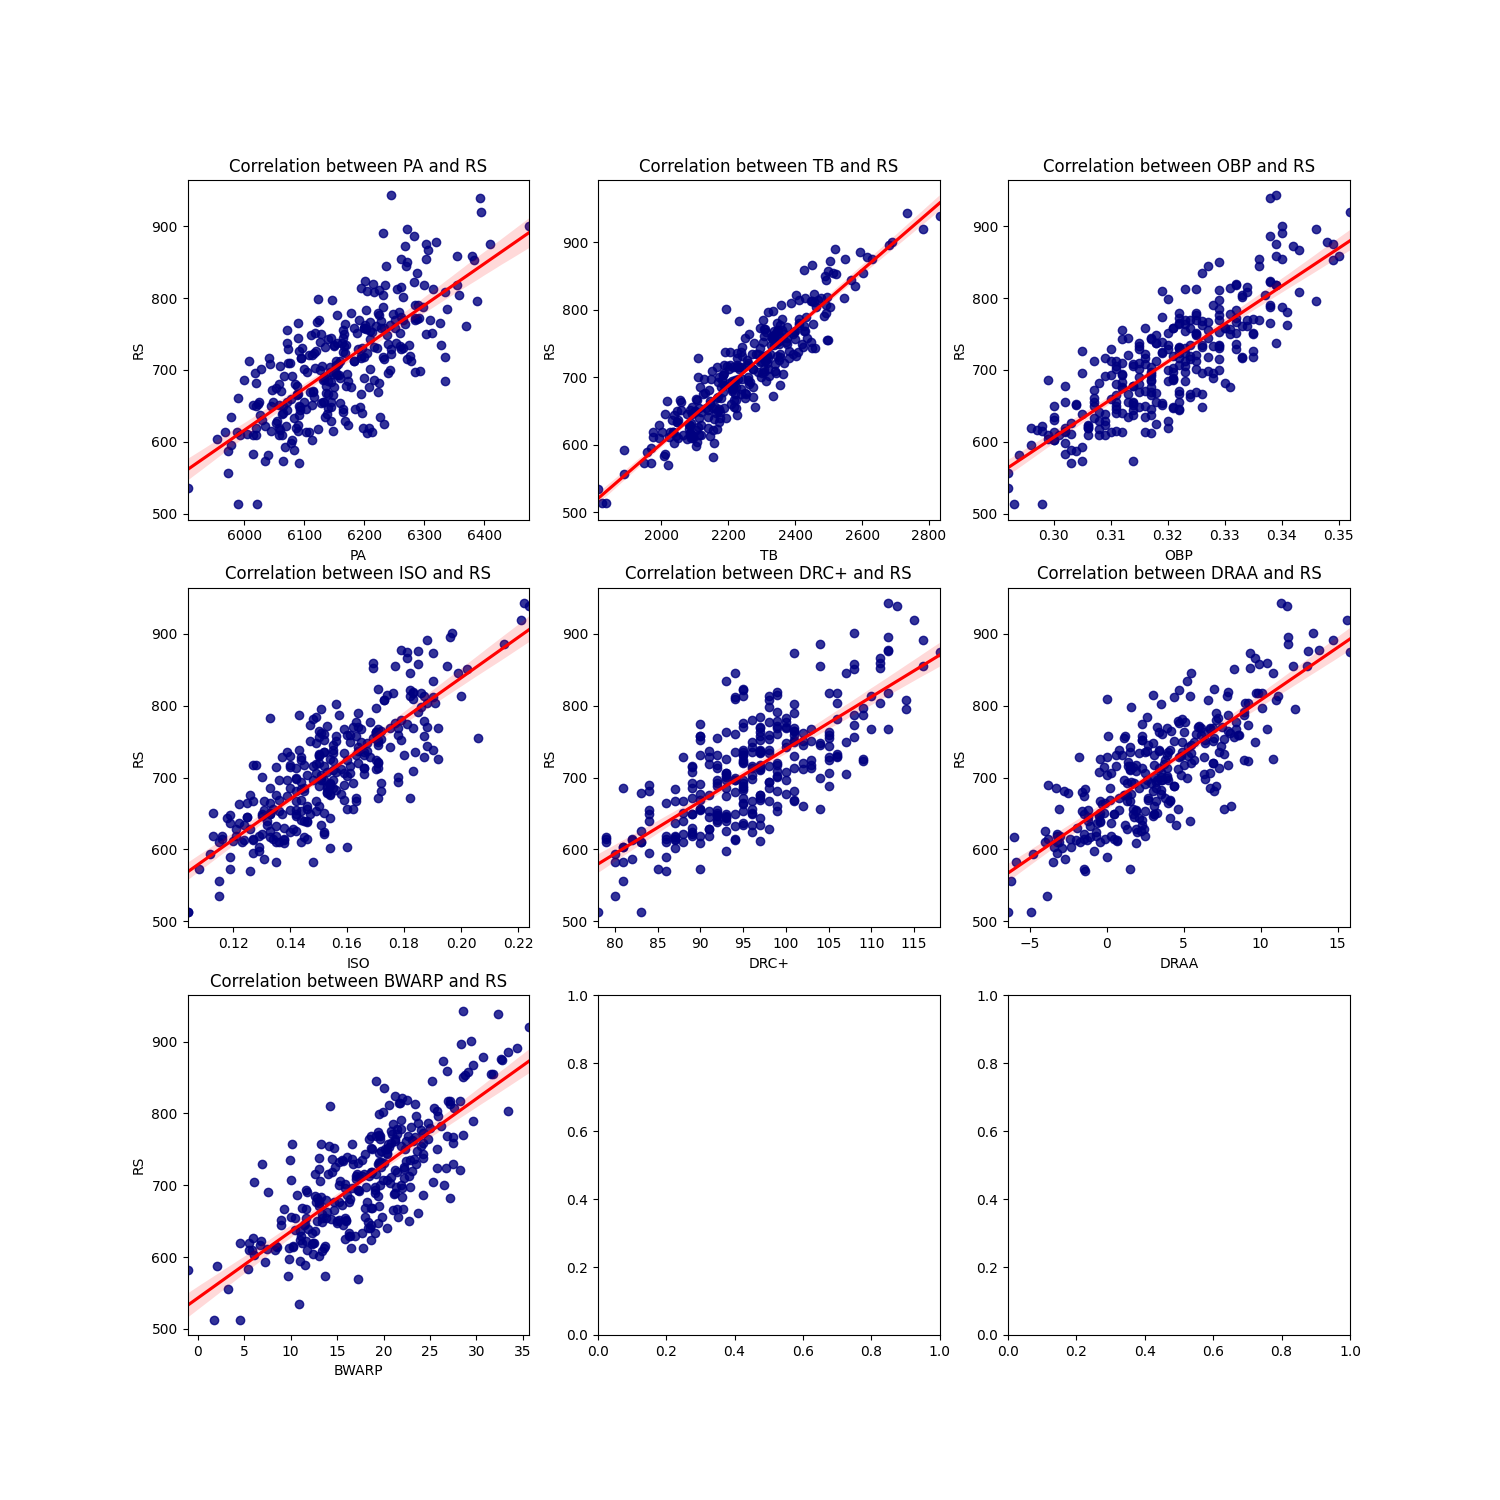 Correlation between PA and RS
Correlation between TB and RS
Correlation between OBP and RS
900
800
700
600
500
RS
6000 6100 6200 6300 6400
PA
900
800
700
600
500
RS
2000 2200 2400 2600 2800
TB
900
800
700
600
500
RS
0.30 0.31 0.32 0.33 0.34 0.35
OBP
Correlation between ISO and RS
Correlation between DRC+ and RS
Correlation between DRAA and RS
900
800
700
600
500
RS
0.12 0.14 0.16 0.18 0.20 0.22
ISO
900
800
700
600
500
RS
80 85 90 95 100 105 110 115
DRC+
900
800
700
600
500
RS
−5 0 5 10 15
DRAA
Correlation between BWARP and RS
900
800
700
600
500
RS
0 5 10 15 20 25 30 35
BWARP
1.0
0.8
0.6
0.4
0.2
0.0
0.0 0.2 0.4 0.6 0.8 1.0
1.0
0.8
0.6
0.4
0.2
0.0
0.0 0.2 0.4 0.6 0.8 1.0